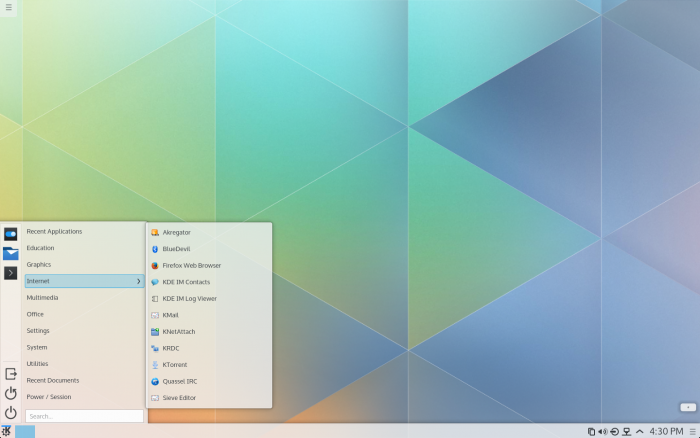 Recent Applications
Education
Graphics
Internet
Multimedia
Office
Settings
System
Utilities
Recent Documents
Power / Session
Search...
Akregator
BlueDevil
Firefox Web Browser
KDE IM Contacts
KDE IM Log Viewer
KMail
KNetAttach
KRDC
KTorrent
Quassel IRC
Sieve Editor
4:30 PM